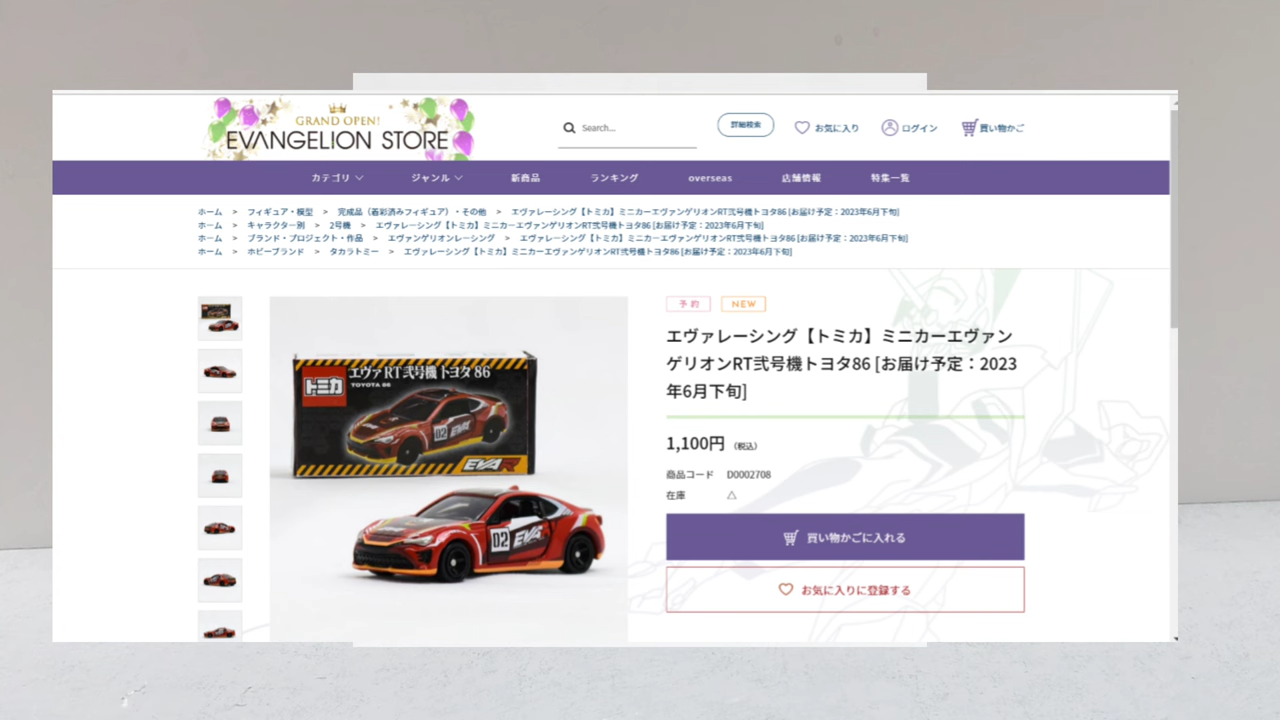 GRAND OPEN!
EVANGELION STORE
Search...
詳細検索
お気に入り
ログイン
買い物かご
カテゴリ
ジャンル
新商品
ランキング
overseas
店舗情報
特集一覧
ホーム > フィギュア・模型 > 完成品（着彩済みフィギュア）・その他 > エヴァレーシング【トミカ】ミニカーエヴァンゲリオンRT弐号機トヨタ86 [お届け予定：2023年6月下旬]
ホーム > キャラクター別 > 2号機 > エヴァレーシング【トミカ】ミニカーエヴァンゲリオンRT弐号機トヨタ86 [お届け予定：2023年6月下旬]
ホーム > ブランド・プロジェクト・作品 > エヴァンゲリオンレーシング > エヴァレーシング【トミカ】ミニカーエヴァンゲリオンRT弐号機トヨタ86 [お届け予定：2023年6月下旬]
ホーム > ホビーブランド > タカラトミー > エヴァレーシング【トミカ】ミニカーエヴァンゲリオンRT弐号機トヨタ86 [お届け予定：2023年6月下旬]
トミカ
エヴァRT弐号機 トヨタ 86
TOYOTA 86
02
EVA
EVAR
02
EVA
予約
NEW
エヴァレーシング【トミカ】ミニカーエヴァン
ゲリオンRT弐号機トヨタ86 [お届け予定：2023
年6月下旬]
1,100円 （税込）
商品コード D0002708
在庫 △
買い物かごに入れる
お気に入りに登録する